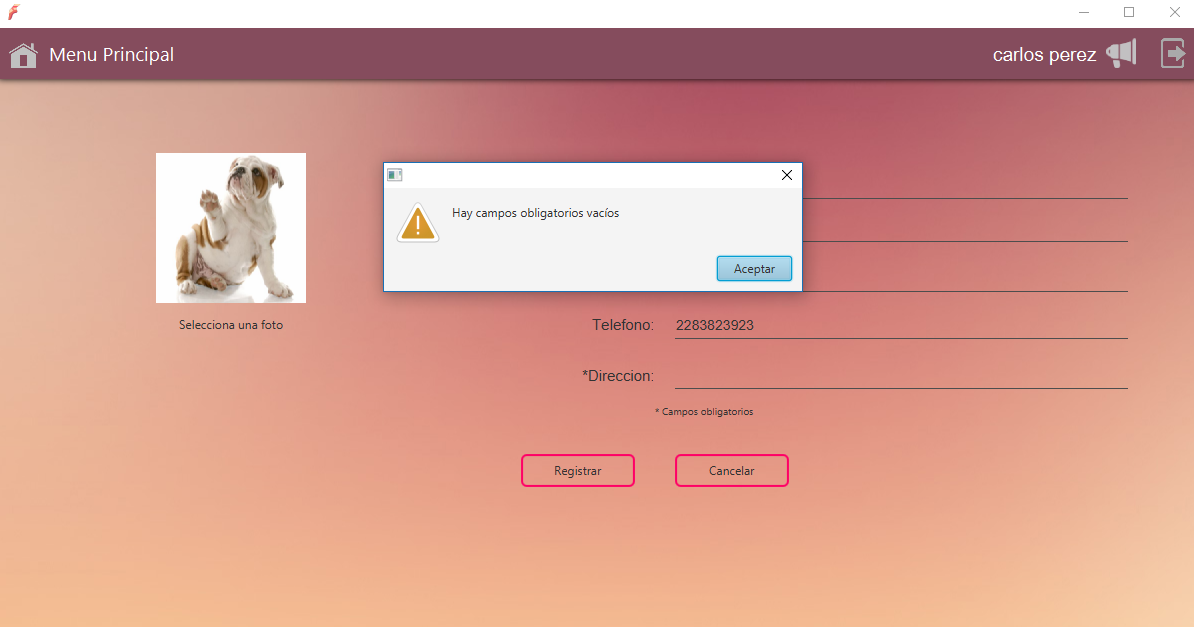 Menu Principal
carlos perez
Hay campos obligatorios vacíos
Aceptar
Selecciona una foto
Telefono: 2283823923
*Direccion:
* Campos obligatorios
Registrar
Cancelar